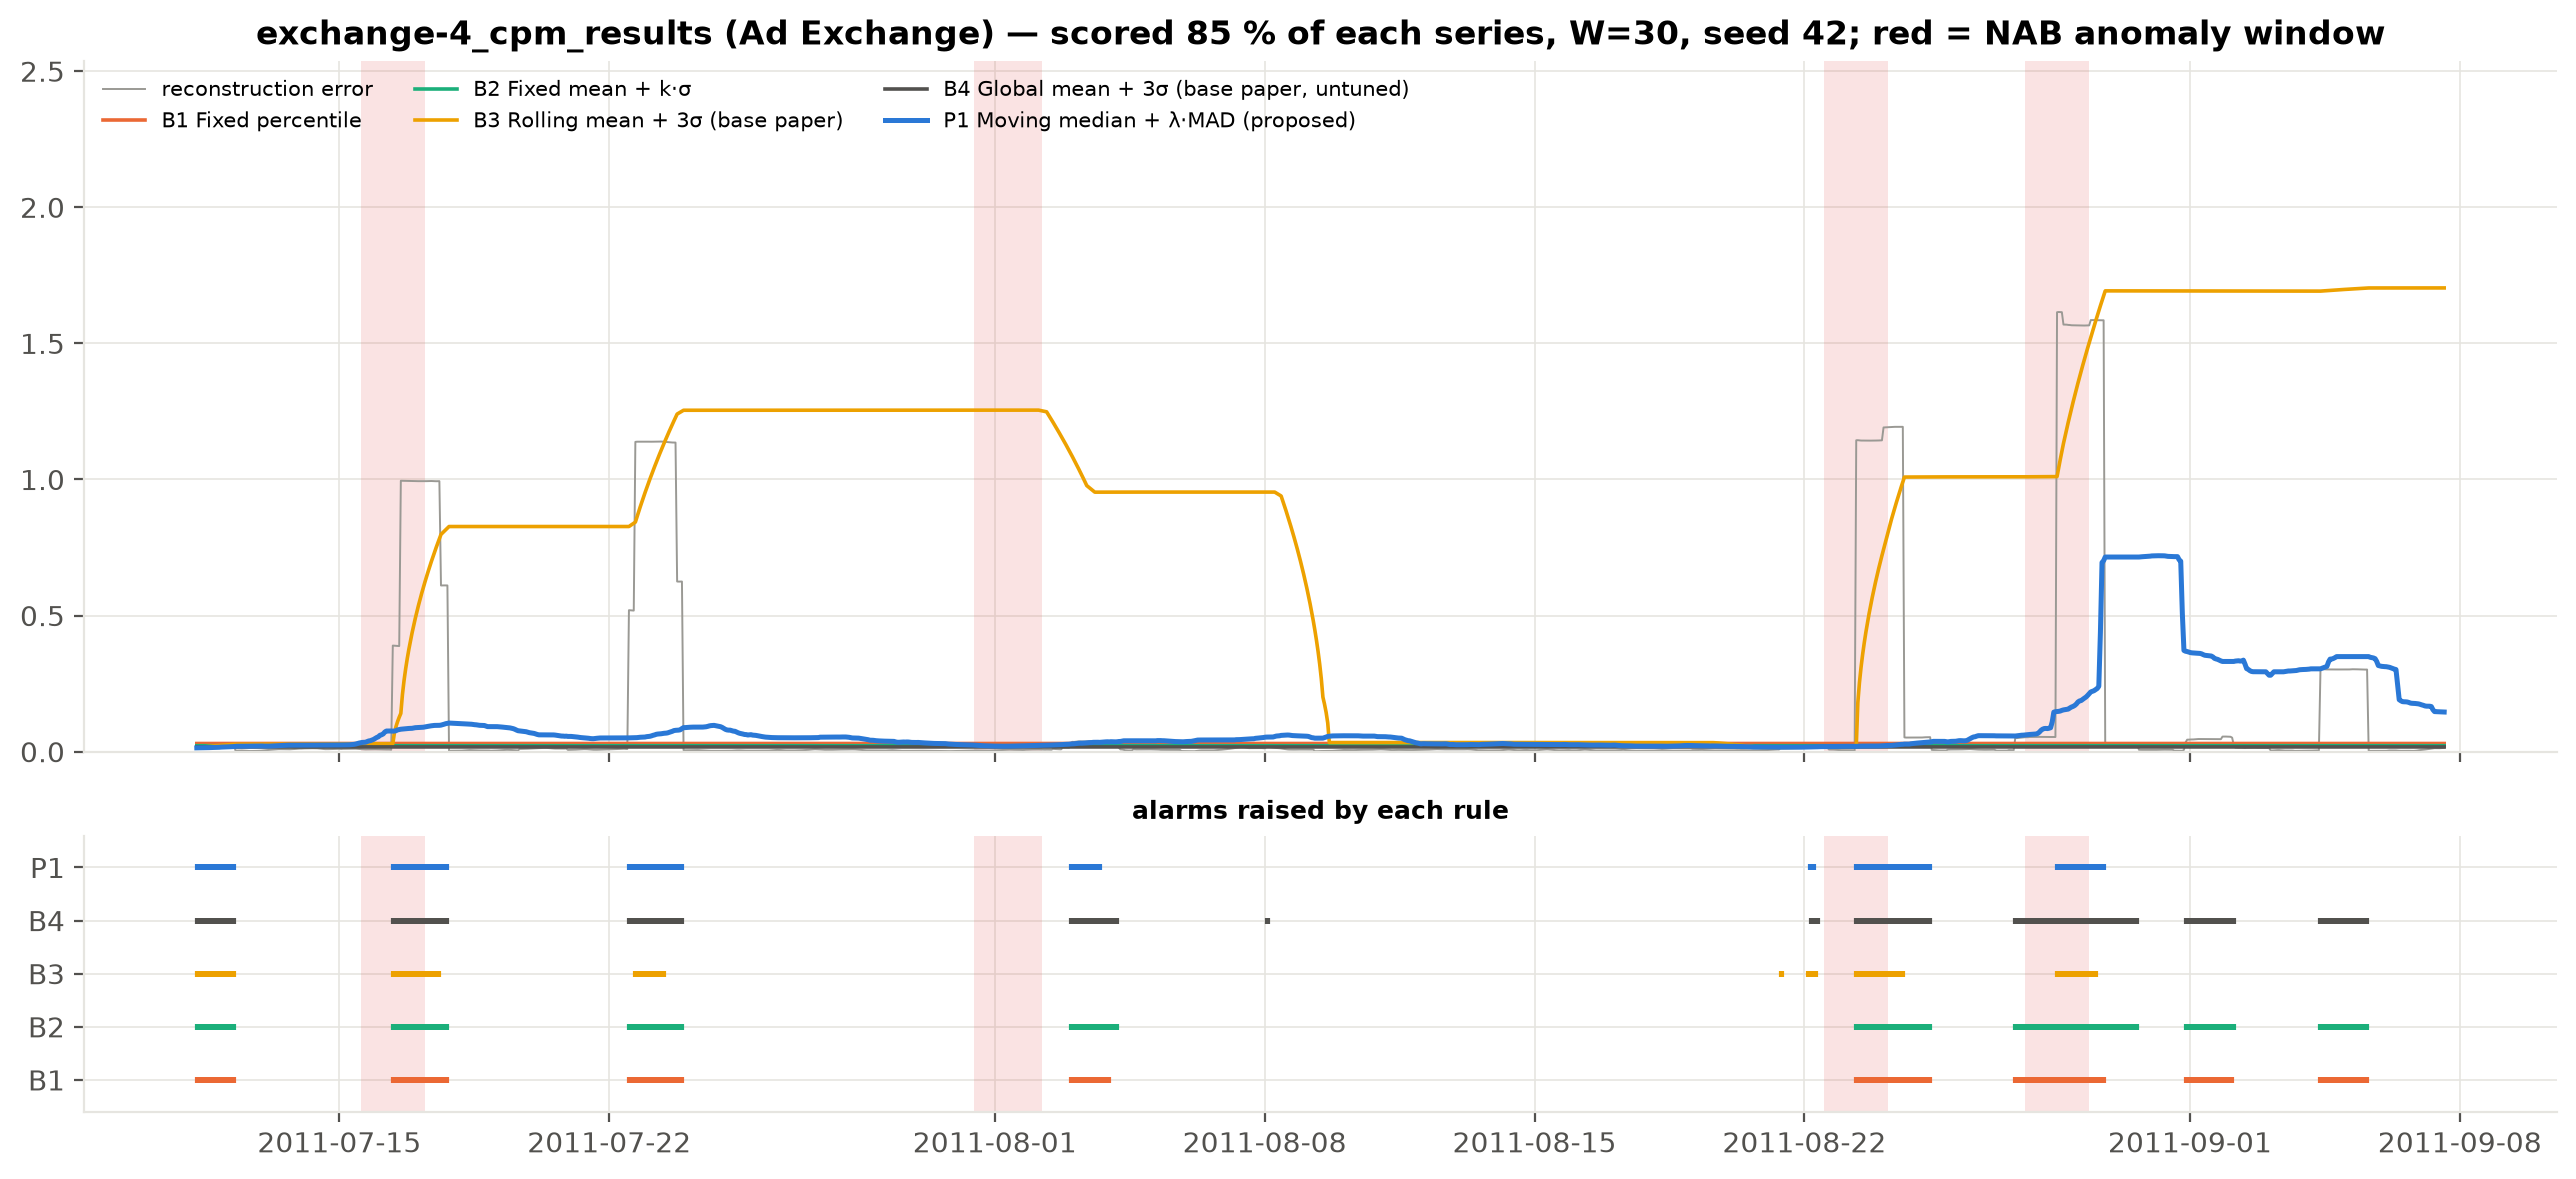 exchange-4_cpm_results (Ad Exchange) — scored 85 % of each series, W=30, seed 42; red = NAB anomaly window
2.5
2.0
1.5
1.0
0.5
0.0
reconstruction error
B1 Fixed percentile
B2 Fixed mean + k·σ
B3 Rolling mean + 3σ (base paper)
B4 Global mean + 3σ (base paper, untuned)
P1 Moving median + λ·MAD (proposed)
alarms raised by each rule
P1
B4
B3
B2
B1
2011-07-15
2011-07-22
2011-08-01
2011-08-08
2011-08-15
2011-08-22
2011-09-01
2011-09-08